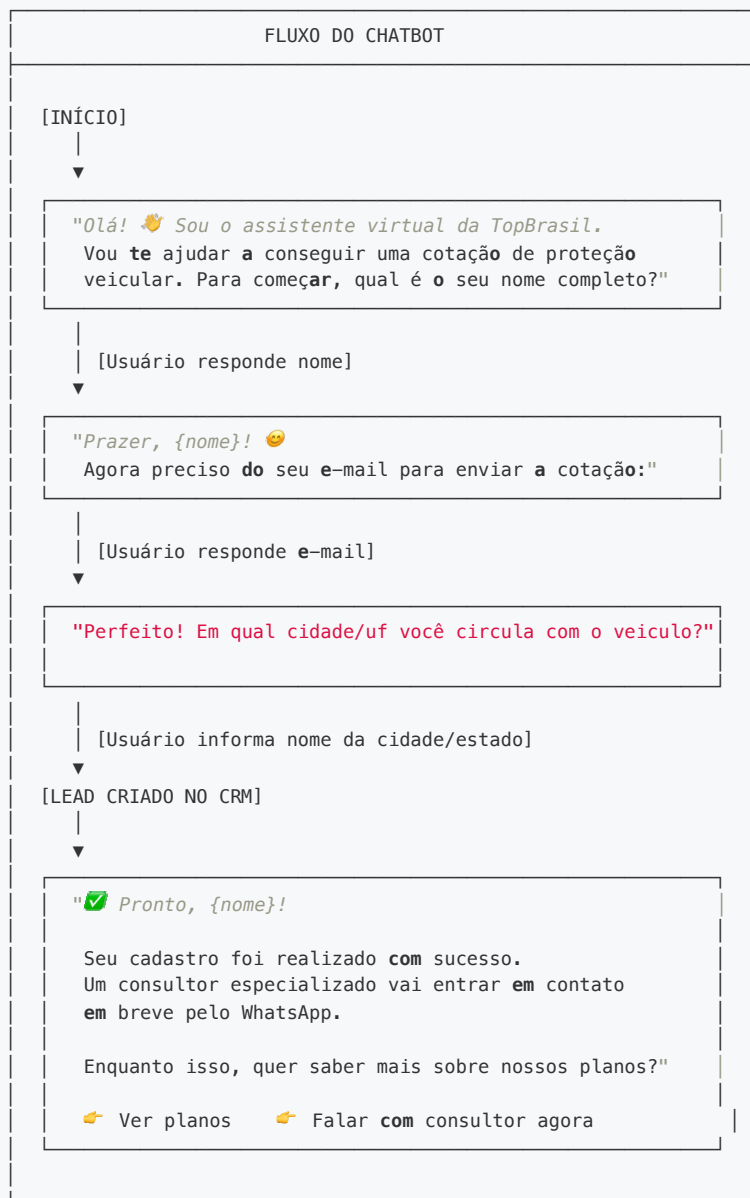 FLUXO DO CHATBOT
[INÍCIO]
"Olá! 👋 Sou o assistente virtual da TopBrasil.
Vou te ajudar a conseguir uma cotação de proteção
veicular. Para começar, qual é o seu nome completo?"
[Usuário responde nome]
"Prazer, {nome}! 😊
Agora preciso do seu e-mail para enviar a cotação:"
[Usuário responde e-mail]
"Perfeito! Em qual cidade/uf você circula com o veiculo?"
[Usuário informa nome da cidade/estado]
[LEAD CRIADO NO CRM]
"✅ Pronto, {nome}!
Seu cadastro foi realizado com sucesso.
Um consultor especializado vai entrar em contato
em breve pelo WhatsApp.
Enquanto isso, quer saber mais sobre nossos planos?"
👉 Ver planos 👉 Falar com consultor agora